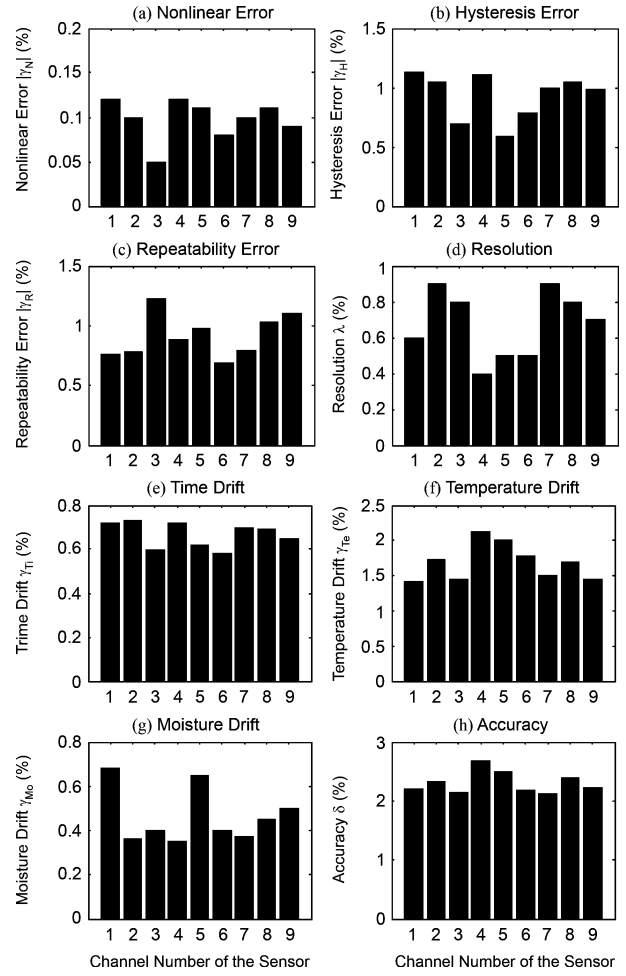 (a) Nonlinear Error
Nonlinear Error |γN| (%)
0.2
0.15
0.1
0.05
0
1 2 3 4 5 6 7 8 9
(b) Hysteresis Error
Hysteresis Error |γH| (%)
1.5
1
0.5
0
1 2 3 4 5 6 7 8 9
(c) Repeatability Error
Repeatability Error |γR| (%)
1.5
1
0.5
0
1 2 3 4 5 6 7 8 9
(d) Resolution
Resolution λ (%)
1
0.8
0.6
0.4
0.2
0
1 2 3 4 5 6 7 8 9
(e) Time Drift
Trime Drift γTi (%)
0.8
0.6
0.4
0.2
0
1 2 3 4 5 6 7 8 9
(f) Temperature Drift
Temperature Drift γTe (%)
2.5
2
1.5
1
0.5
0
1 2 3 4 5 6 7 8 9
(g) Moisture Drift
Moisture Drift γMo (%)
0.8
0.6
0.4
0.2
0
1 2 3 4 5 6 7 8 9
Channel Number of the Sensor
(h) Accuracy
Accuracy δ (%)
3
2
1
0
1 2 3 4 5 6 7 8 9
Channel Number of the Sensor